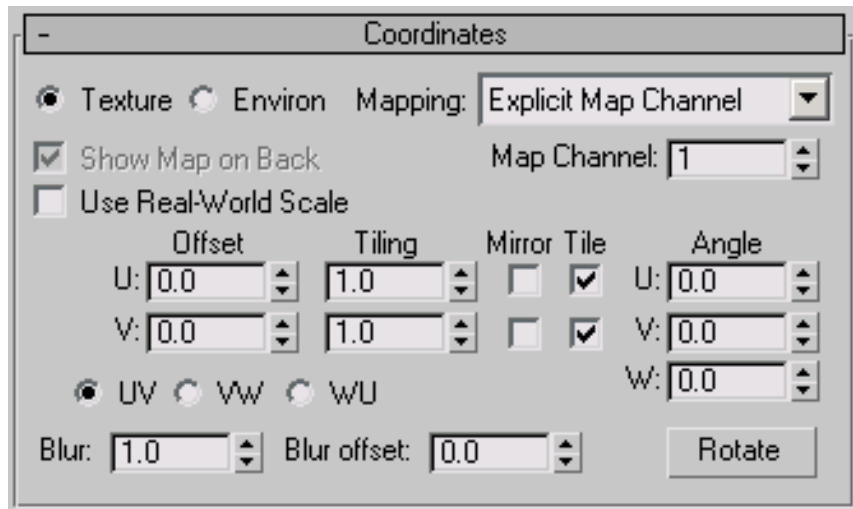 - Coordinates
Texture Environ Mapping: Explicit Map Channel
Show Map on Back Map Channel: 1
Use Real-World Scale
Offset Tiling Mirror Tile Angle
U: 0.0 1.0 U: 0.0
V: 0.0 1.0 V: 0.0
W: 0.0
UV VW WU
Blur: 1.0 Blur offset: 0.0 Rotate